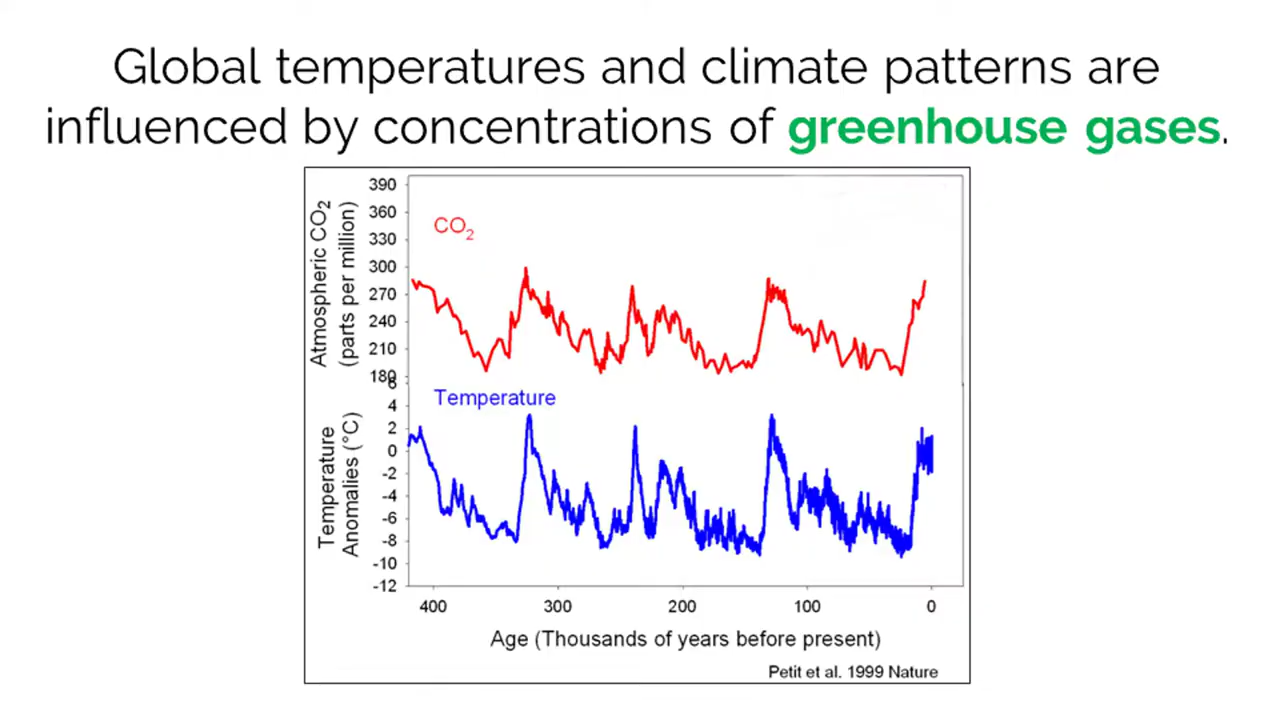 Global temperatures and climate patterns are
influenced by concentrations of greenhouse gases.
Atmospheric CO2
(parts per million)
390
360
330
300
270
240
210
180
CO2
Temperature
Anomalies (°C)
6
4
2
0
-2
-4
-6
-8
-10
-12
Temperature
400 300 200 100 0
Age (Thousands of years before present)
Petit et al. 1999 Nature